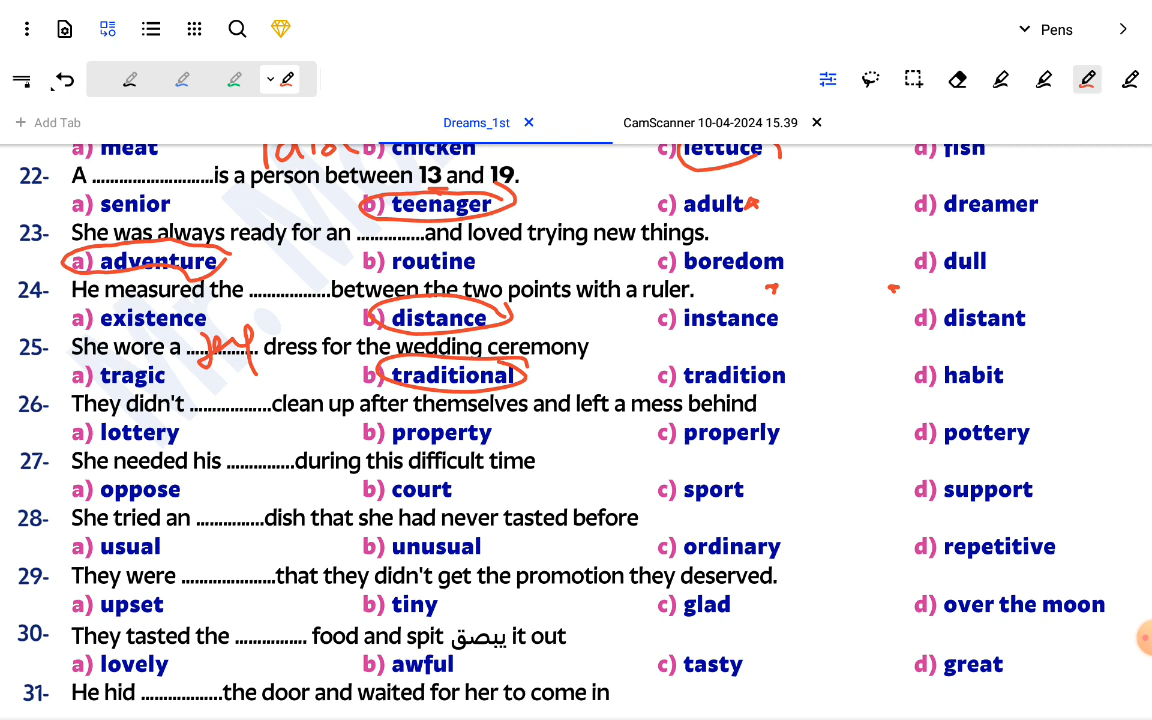 Pens
+ Add Tab
Dreams_1st ×
CamScanner 10-04-2024 15.39 ×
a) meat b) chicken c) lettuce d) fish
22- A ............................is a person between 13 and 19.
a) senior b) teenager c) adult d) dreamer
23- She was always ready for an ...............and loved trying new things.
a) adventure b) routine c) boredom d) dull
24- He measured the ..................between the two points with a ruler.
a) existence b) distance c) instance d) distant
25- She wore a ............... dress for the wedding ceremony
a) tragic b) traditional c) tradition d) habit
26- They didn't ..................clean up after themselves and left a mess behind
a) lottery b) property c) properly d) pottery
27- She needed his ...............during this difficult time
a) oppose b) court c) sport d) support
28- She tried an ...............dish that she had never tasted before
a) usual b) unusual c) ordinary d) repetitive
29- They were .....................that they didn't get the promotion they deserved.
a) upset b) tiny c) glad d) over the moon
30- They tasted the ................ food and spit يبصق it out
a) lovely b) awful c) tasty d) great
31- He hid ..................the door and waited for her to come in